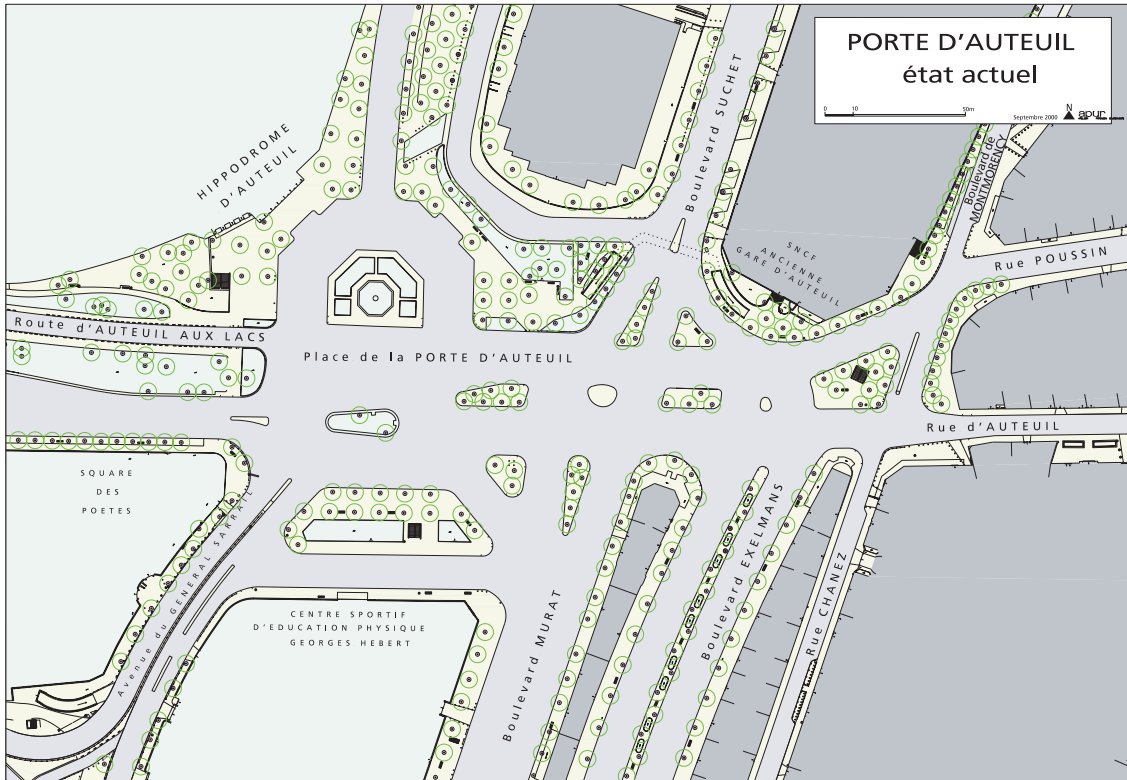 PORTE D'AUTEUIL
état actuel
0 10 50m
Septembre 2000
N
apur
HIPPODROME
D'AUTEUIL
Boulevard SUCHET
Boulevard de
MONTMORENCY
SNCF
ANCIENNE
GARE D'AUTEUIL
Rue POUSSIN
Route d'AUTEUIL AUX LACS
Place de la PORTE D'AUTEUIL
Rue d'AUTEUIL
SQUARE
DES
POETES
Avenue du GENERAL SARRAIL
CENTRE SPORTIF
D'EDUCATION PHYSIQUE
GEORGES HEBERT
Boulevard MURAT
Boulevard EXELMANS
Rue CHANEZ